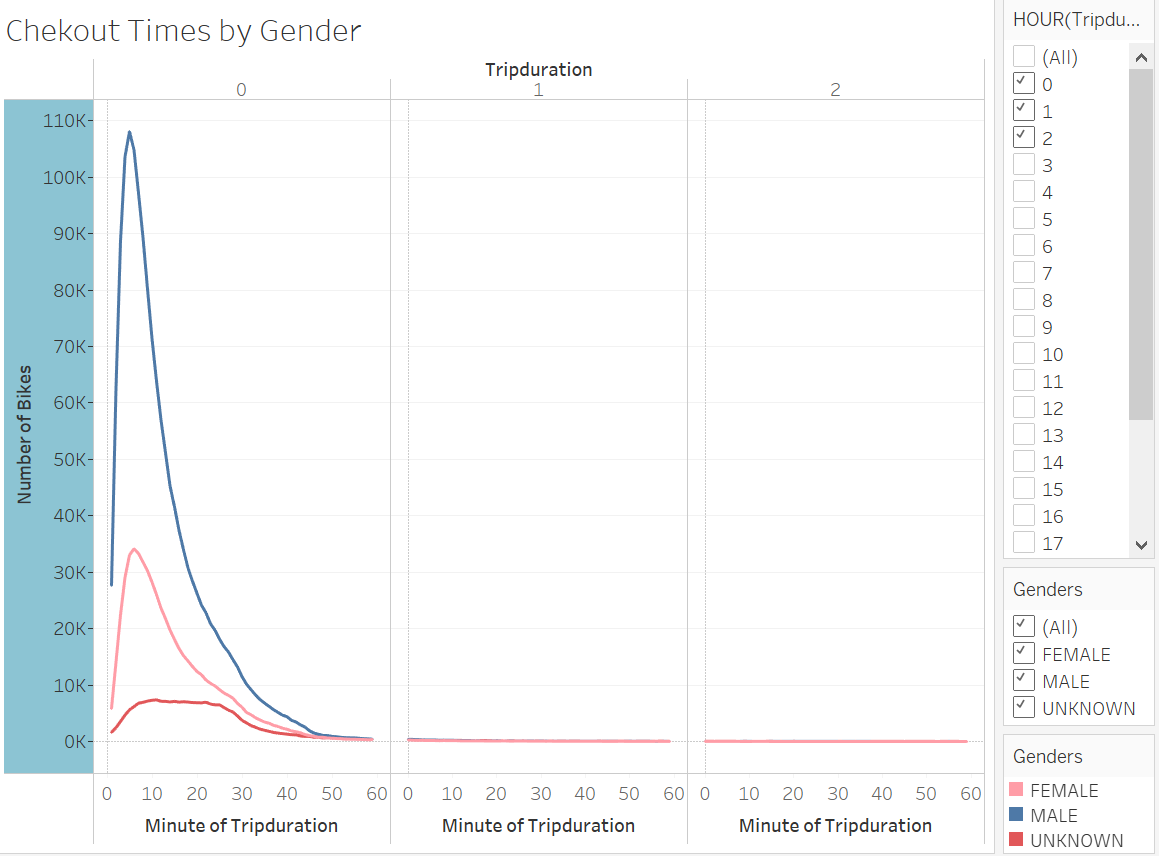 Chekout Times by Gender
Tripduration
0 1 2
110K
100K
90K
80K
70K
60K
50K
40K
30K
20K
10K
0K
Number of Bikes
0 10 20 30 40 50 60 0 10 20 30 40 50 60 0 10 20 30 40 50 60
Minute of Tripduration Minute of Tripduration Minute of Tripduration
HOUR(Tripdu...
(All)
0
1
2
3
4
5
6
7
8
9
10
11
12
13
14
15
16
17
Genders
(All)
FEMALE
MALE
UNKNOWN
Genders
FEMALE
MALE
UNKNOWN